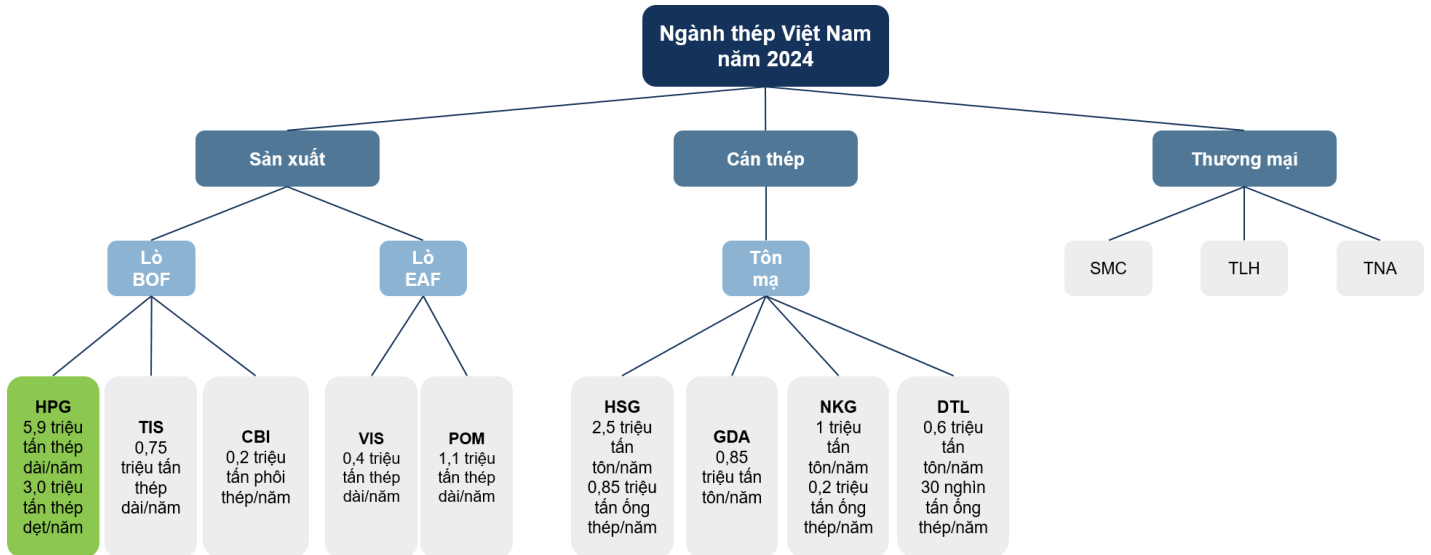 Ngành thép Việt Nam
năm 2024
Sản xuất
Cán thép
Thương mại
Lò
BOF
Lò
EAF
Tôn
mạ
SMC
TLH
TNA
HPG
5,9 triệu
tấn thép
dài/năm
3,0 triệu
tấn thép
dẹt/năm
TIS
0,75
triệu tấn
thép
dài/năm
CBI
0,2 triệu
tấn phôi
thép/năm
VIS
0,4 triệu
tấn thép
dài/năm
POM
1,1 triệu
tấn thép
dài/năm
HSG
2,5 triệu
tấn
tôn/năm
0,85 triệu
tấn ống
thép/năm
GDA
0,85
triệu tấn
tôn/năm
NKG
1 triệu
tấn
tôn/năm
0,2 triệu
tấn ống
thép/năm
DTL
0,6 triệu
tấn
tôn/năm
30 nghìn
tấn ống
thép/năm